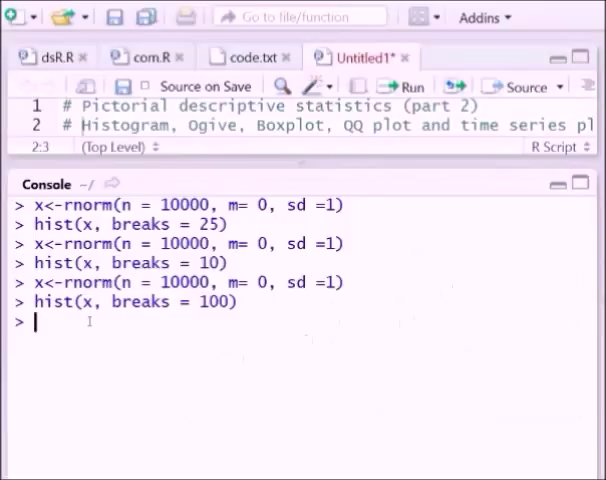 Go to file/function
Addins
dsR.R
com.R
code.txt
Untitled1*
Source on Save
Run
Source
1 # Pictorial descriptive statistics (part 2)
2 # Histogram, Ogive, Boxplot, QQ plot and time series pl
2:3 (Top Level) R Script
Console ~/
> x<-rnorm(n = 10000, m= 0, sd =1)
> hist(x, breaks = 25)
> x<-rnorm(n = 10000, m= 0, sd =1)
> hist(x, breaks = 10)
> x<-rnorm(n = 10000, m= 0, sd =1)
> hist(x, breaks = 100)
>